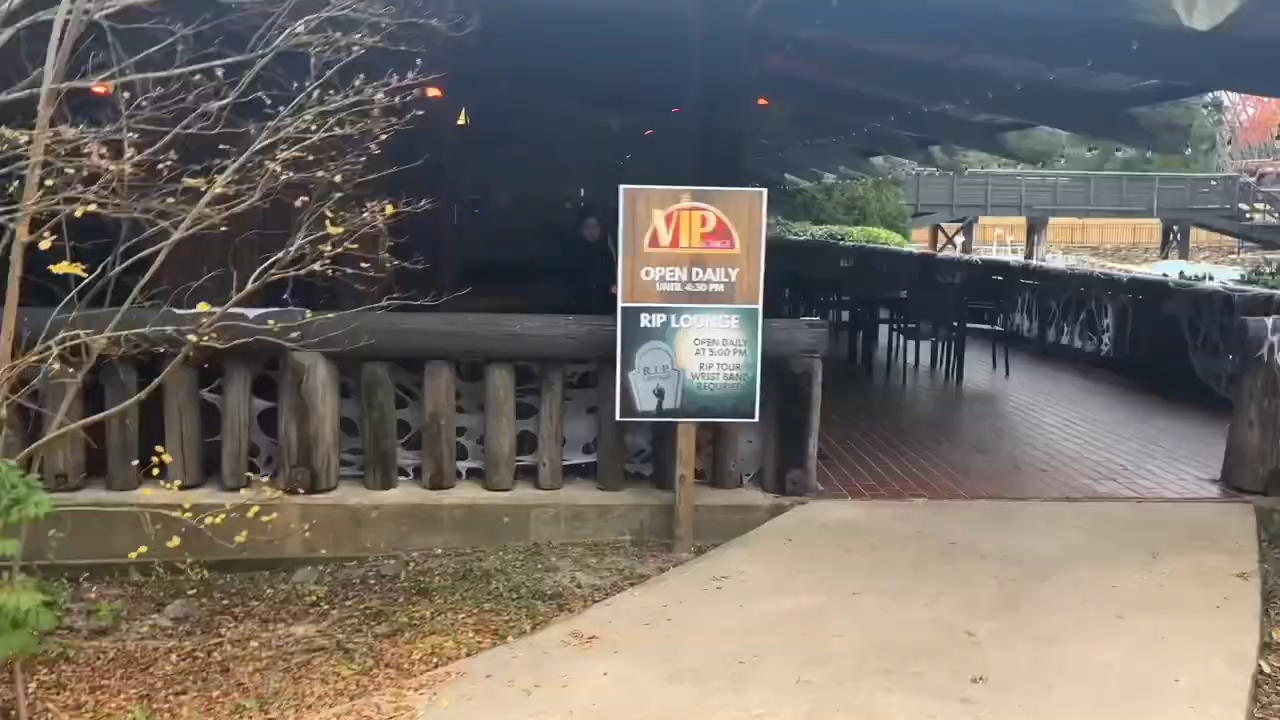 VIP
OPEN DAILY
UNTIL 4:30 PM
RIP LOUNGE
OPEN DAILY
AT 5:00 PM
RIP TOUR
WRIST BAND
REQUIRED
R.I.P